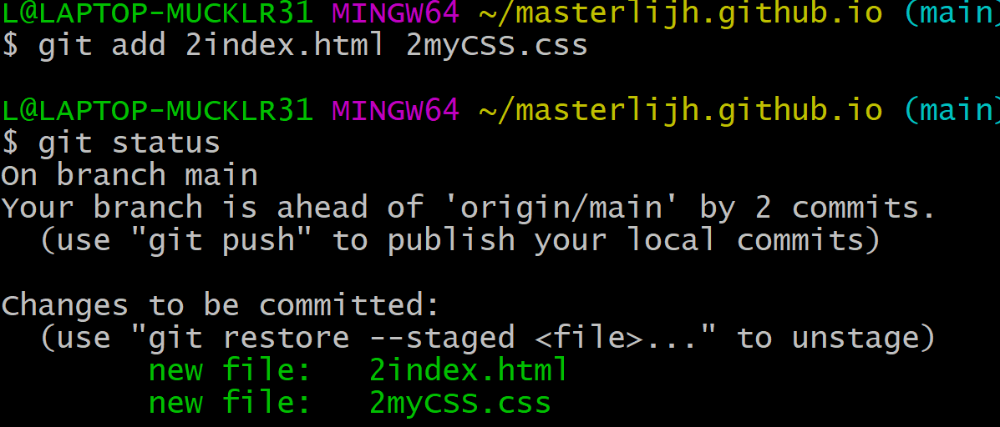 L@LAPTOP-MUCKLR31 MINGW64 ~/masterlijh.github.io (main)
$ git add 2index.html 2myCSS.css
L@LAPTOP-MUCKLR31 MINGW64 ~/masterlijh.github.io (main)
$ git status
On branch main
Your branch is ahead of 'origin/main' by 2 commits.
  (use "git push" to publish your local commits)
Changes to be committed:
  (use "git restore --staged <file>..." to unstage)
        new file:   2index.html
        new file:   2myCSS.css